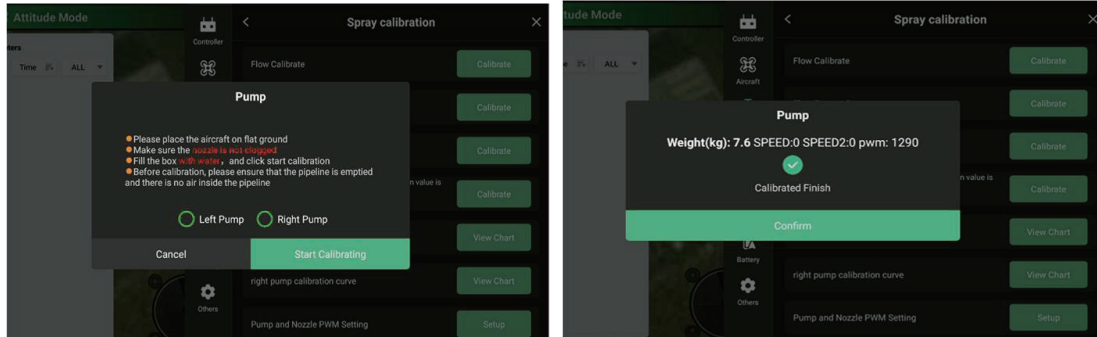 Attitude Mode
Time
ALL
Controller
Spray calibration
Flow Calibrate
Calibrate
Calibrate
Pump
Please place the aircraft on flat ground
Make sure the nozzle is not clogged
Fill the box with water, and click start calibration
Before calibration, please ensure that the pipeline is emptied
and there is no air inside the pipeline
Calibrate
n value is
Calibrate
Left Pump
Right Pump
Cancel
Start Calibrating
View Chart
right pump calibration curve
View Chart
Others
Pump and Nozzle PWM Setting
Setup
tude Mode
ALL
Controller
Aircraft
Spray calibration
Flow Calibrate
Calibrate
Calibrate
Pump
Weight(kg): 7.6 SPEED:0 SPEED2:0 pwm: 1290
Calibrated Finish
Confirm
Calibrate
n value is
Calibrate
View Chart
Battery
right pump calibration curve
View Chart
Others
Pump and Nozzle PWM Setting
Setup